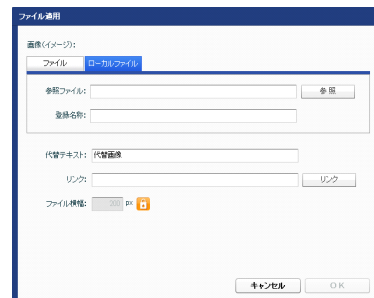 ファイル適用
画像(イメージ):
ファイル ローカルファイル
参照ファイル: 参照
登録名称:
代替テキスト: 代替画像
リンク: リンク
ファイル横幅: 200 px
キャンセル OK